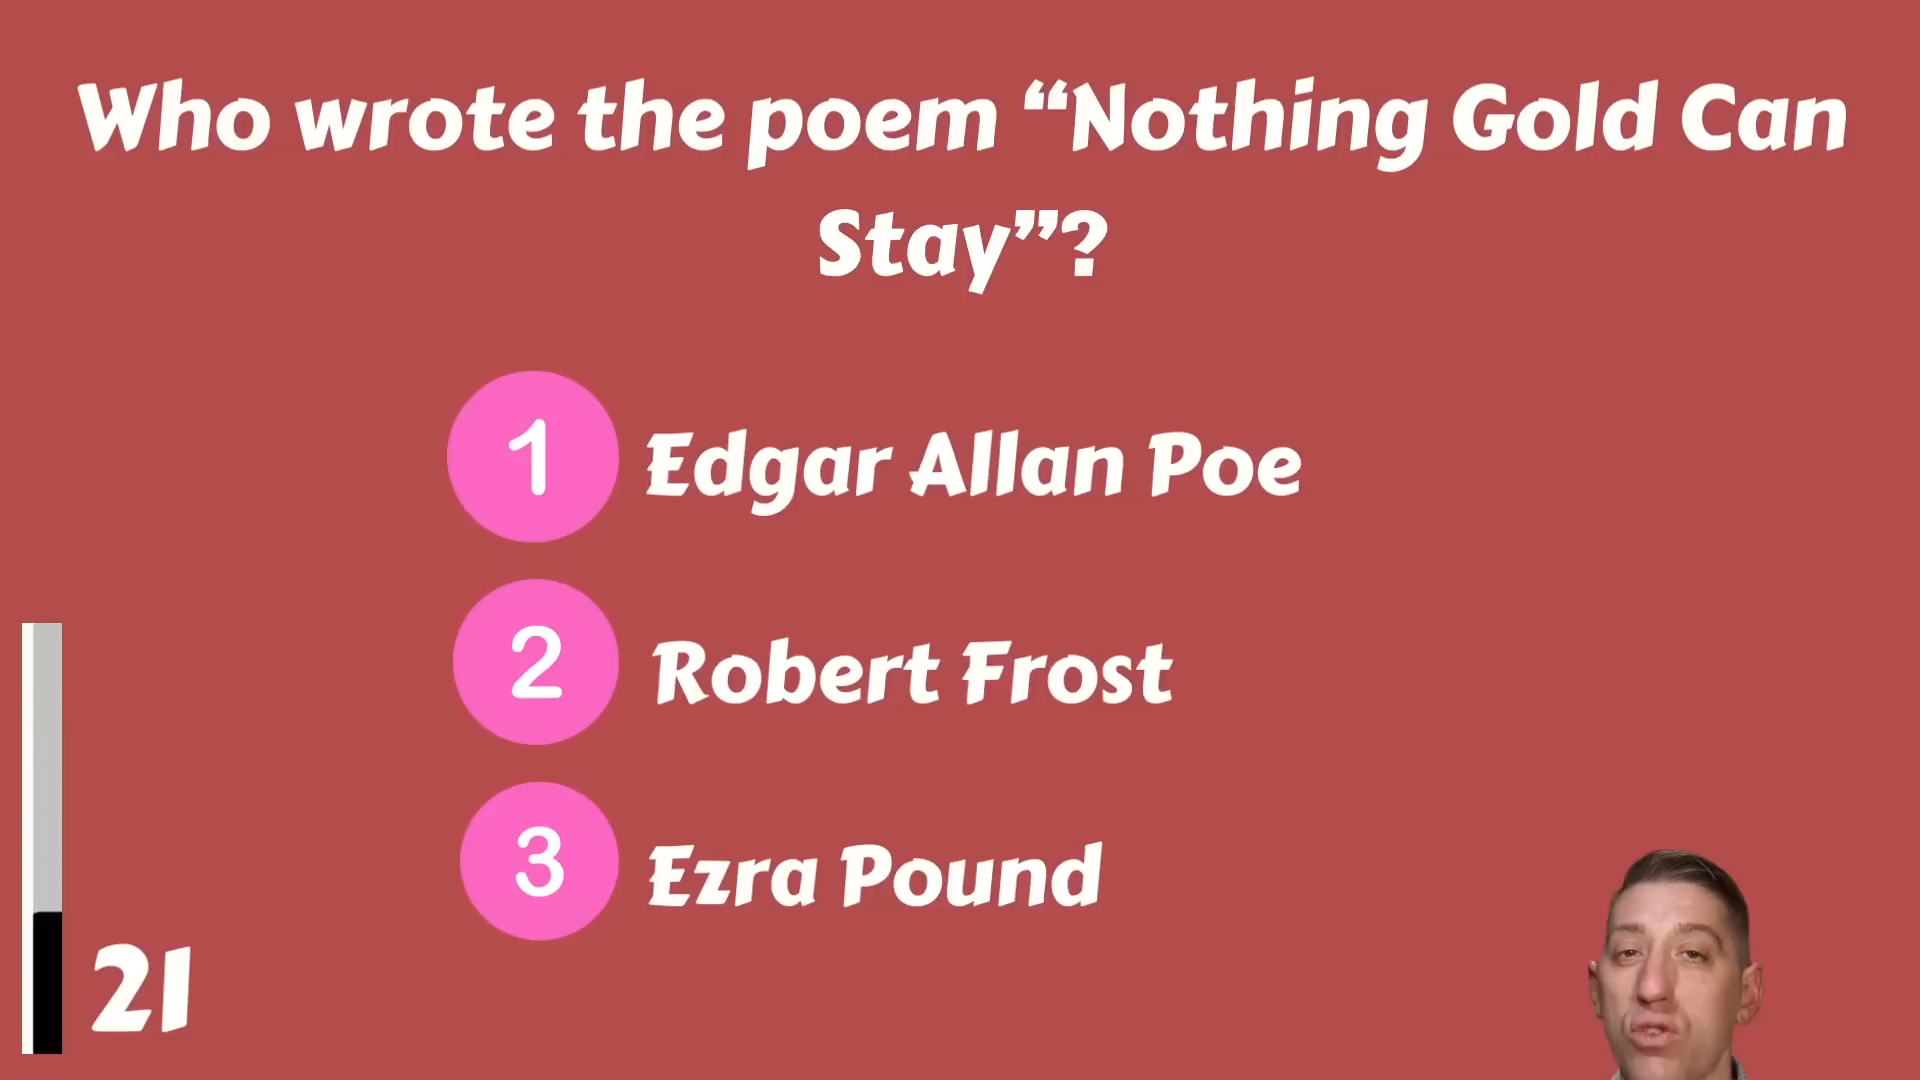 Who wrote the poem “Nothing Gold Can
Stay”?
1 Edgar Allan Poe
2 Robert Frost
3 Ezra Pound
21